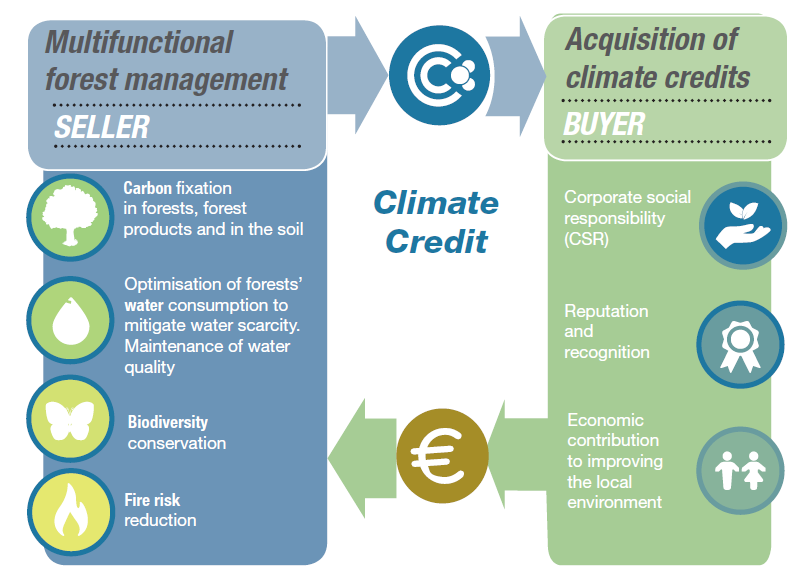 Multifunctional
forest management
SELLER
Carbon fixation
in forests, forest
products and in the soil
Optimisation of forests’
water consumption to
mitigate water scarcity.
Maintenance of water
quality
Biodiversity
conservation
Fire risk
reduction
Climate
Credit
€
Acquisition of
climate credits
BUYER
Corporate social
responsibility
(CSR)
Reputation
and
recognition
Economic
contribution
to improving
the local
environment